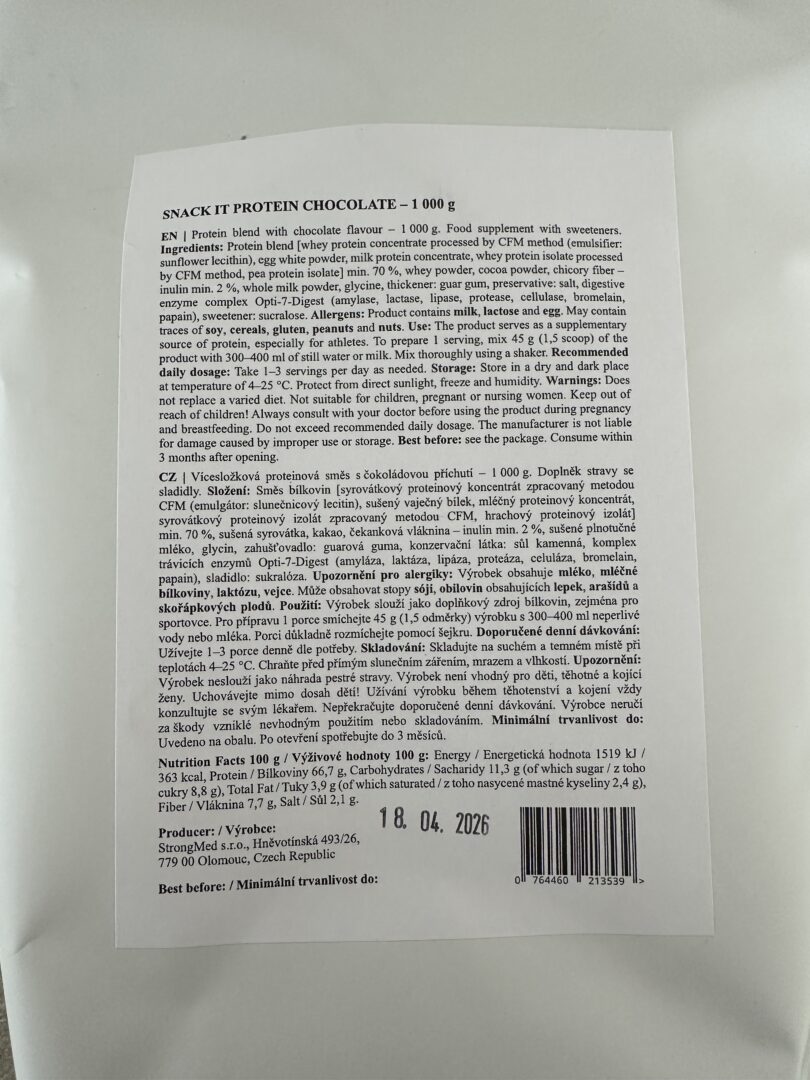 SNACK IT PROTEIN CHOCOLATE – 1 000 g
EN | Protein blend with chocolate flavour – 1 000 g. Food supplement with sweeteners.
Ingredients: Protein blend [whey protein concentrate processed by CFM method (emulsifier:
sunflower lecithin), egg white powder, milk protein concentrate, whey protein isolate processed
by CFM method, pea protein isolate] min. 70 %, whey powder, cocoa powder, chicory fiber –
inulin min. 2 %, whole milk powder, glycine, thickener: guar gum, preservative: salt, digestive
enzyme complex Opti-7-Digest (amylase, lactase, lipase, protease, cellulase, bromelain,
papain), sweetener: sucralose. Allergens: Product contains milk, lactose and egg. May contain
traces of soy, cereals, gluten, peanuts and nuts. Use: The product serves as a supplementary
source of protein, especially for athletes. To prepare 1 serving, mix 45 g (1,5 scoop) of the
product with 300–400 ml of still water or milk. Mix thoroughly using a shaker. Recommended
daily dosage: Take 1–3 servings per day as needed. Storage: Store in a dry and dark place
at temperature of 4–25 °C. Protect from direct sunlight, freeze and humidity. Warnings: Does
not replace a varied diet. Not suitable for children, pregnant or nursing women. Keep out of
reach of children! Always consult with your doctor before using the product during pregnancy
and breastfeeding. Do not exceed recommended daily dosage. The manufacturer is not liable
for damage caused by improper use or storage. Best before: see the package. Consume within
3 months after opening.
CZ | Vícesložková proteinová směs s čokoládovou příchutí – 1 000 g. Doplněk stravy se
sladidly. Složení: Směs bílkovin [syrovátkový proteinový koncentrát zpracovaný metodou
CFM (emulgátor: slunečnicový lecitin), sušený vaječný bílek, mléčný proteinový koncentrát,
syrovátkový proteinový izolát zpracovaný metodou CFM, hrachový proteinový izolát]
min. 70 %, sušená syrovátka, kakao, čekanková vláknina – inulin min. 2 %, sušené plnotučné
mléko, glycin, zahušťovadlo: guarová guma, konzervační látka: sůl kamenná, komplex
trávicích enzymů Opti-7-Digest (amyláza, laktáza, lipáza, proteáza, celuláza, bromelain,
papain), sladidlo: sukralóza. Upozornění pro alergiky: Výrobek obsahuje mléko, mléčné
bílkoviny, laktózu, vejce. Může obsahovat stopy sóji, obilovin obsahujících lepek, arašídů a
skořápkových plodů. Použití: Výrobek slouží jako doplňkový zdroj bílkovin, zejména pro
sportovce. Pro přípravu 1 porce smíchejte 45 g (1,5 odměrky) výrobku s 300–400 ml neperlivé
vody nebo mléka. Porci důkladně rozmíchejte pomocí šejkru. Doporučené denní dávkování:
Užívejte 1–3 porce denně dle potřeby. Skladování: Skladujte na suchém a temném místě při
teplotách 4–25 °C. Chraňte před přímým slunečním zářením, mrazem a vlhkostí. Upozornění:
Výrobek neslouží jako náhrada pestré stravy. Výrobek není vhodný pro děti, těhotné a kojící
ženy. Uchovávejte mimo dosah dětí! Užívání výrobku během těhotenství a kojení vždy
konzultujte se svým lékařem. Nepřekračujte doporučené denní dávkování. Výrobce neručí
za škody vzniklé nevhodným použitím nebo skladováním. Minimální trvanlivost do:
Uvedeno na obalu. Po otevření spotřebujte do 3 měsíců.
Nutrition Facts 100 g / Výživové hodnoty 100 g: Energy / Energetická hodnota 1519 kJ /
363 kcal, Protein / Bílkoviny 66,7 g, Carbohydrates / Sacharidy 11,3 g (of which sugar / z toho
cukry 8,8 g), Total Fat / Tuky 3,9 g (of which saturated / z toho nasycené mastné kyseliny 2,4 g),
Fiber / Vláknina 7,7 g, Salt / Sůl 2,1 g.
18. 04. 2026
Producer: / Výrobce:
StrongMed s.r.o., Hněvotínská 493/26,
779 00 Olomouc, Czech Republic
Best before: / Minimální trvanlivost do:
0 764460 213539 >